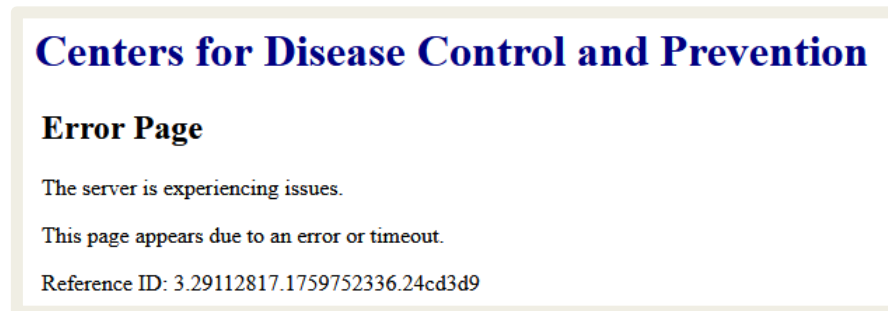 Centers for Disease Control and Prevention
Error Page
The server is experiencing issues.
This page appears due to an error or timeout.
Reference ID: 3.29112817.1759752336.24cd3d9